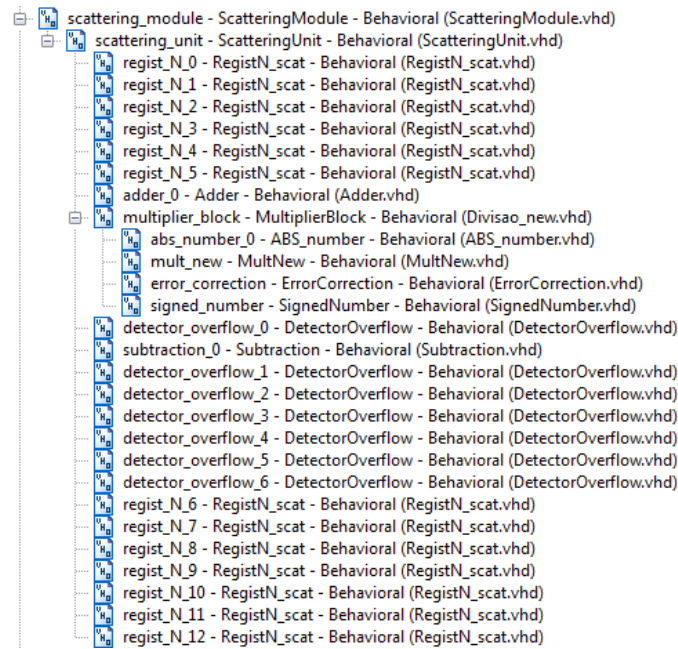 scattering_module - ScatteringModule - Behavioral (ScatteringModule.vhd)
scattering_unit - ScatteringUnit - Behavioral (ScatteringUnit.vhd)
regist_N_0 - RegistN_scat - Behavioral (RegistN_scat.vhd)
regist_N_1 - RegistN_scat - Behavioral (RegistN_scat.vhd)
regist_N_2 - RegistN_scat - Behavioral (RegistN_scat.vhd)
regist_N_3 - RegistN_scat - Behavioral (RegistN_scat.vhd)
regist_N_4 - RegistN_scat - Behavioral (RegistN_scat.vhd)
regist_N_5 - RegistN_scat - Behavioral (RegistN_scat.vhd)
adder_0 - Adder - Behavioral (Adder.vhd)
multiplier_block - MultiplierBlock - Behavioral (Divisao_new.vhd)
abs_number_0 - ABS_number - Behavioral (ABS_number.vhd)
mult_new - MultNew - Behavioral (MultNew.vhd)
error_correction - ErrorCorrection - Behavioral (ErrorCorrection.vhd)
signed_number - SignedNumber - Behavioral (SignedNumber.vhd)
detector_overflow_0 - DetectorOverflow - Behavioral (DetectorOverflow.vhd)
subtraction_0 - Subtraction - Behavioral (Subtraction.vhd)
detector_overflow_1 - DetectorOverflow - Behavioral (DetectorOverflow.vhd)
detector_overflow_2 - DetectorOverflow - Behavioral (DetectorOverflow.vhd)
detector_overflow_3 - DetectorOverflow - Behavioral (DetectorOverflow.vhd)
detector_overflow_4 - DetectorOverflow - Behavioral (DetectorOverflow.vhd)
detector_overflow_5 - DetectorOverflow - Behavioral (DetectorOverflow.vhd)
detector_overflow_6 - DetectorOverflow - Behavioral (DetectorOverflow.vhd)
regist_N_6 - RegistN_scat - Behavioral (RegistN_scat.vhd)
regist_N_7 - RegistN_scat - Behavioral (RegistN_scat.vhd)
regist_N_8 - RegistN_scat - Behavioral (RegistN_scat.vhd)
regist_N_9 - RegistN_scat - Behavioral (RegistN_scat.vhd)
regist_N_10 - RegistN_scat - Behavioral (RegistN_scat.vhd)
regist_N_11 - RegistN_scat - Behavioral (RegistN_scat.vhd)
regist_N_12 - RegistN_scat - Behavioral (RegistN_scat.vhd)